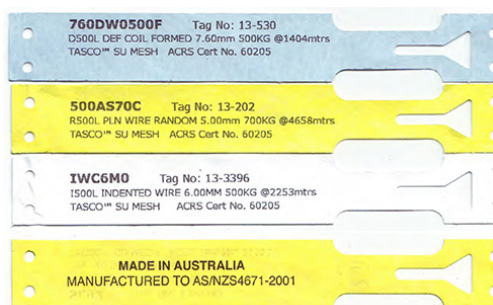 760DW0500F Tag No: 13-530
D500L DEF COIL FORMED 7.60mm 500KG @1404mtrs
TASCO™ SU MESH ACRS Cert No. 60205
500AS70C Tag No: 13-202
R500L PLN WIRE RANDOM 5.00mm 700KG @4658mtrs
TASCO™ SU MESH ACRS Cert No. 60205
IWC6M0 Tag No: 13-3396
I500L INDENTED WIRE 6.00MM 500KG @2253mtrs
TASCO™ SU MESH ACRS Cert No. 60205
MADE IN AUSTRALIA
MANUFACTURED TO AS/NZS4671-2001